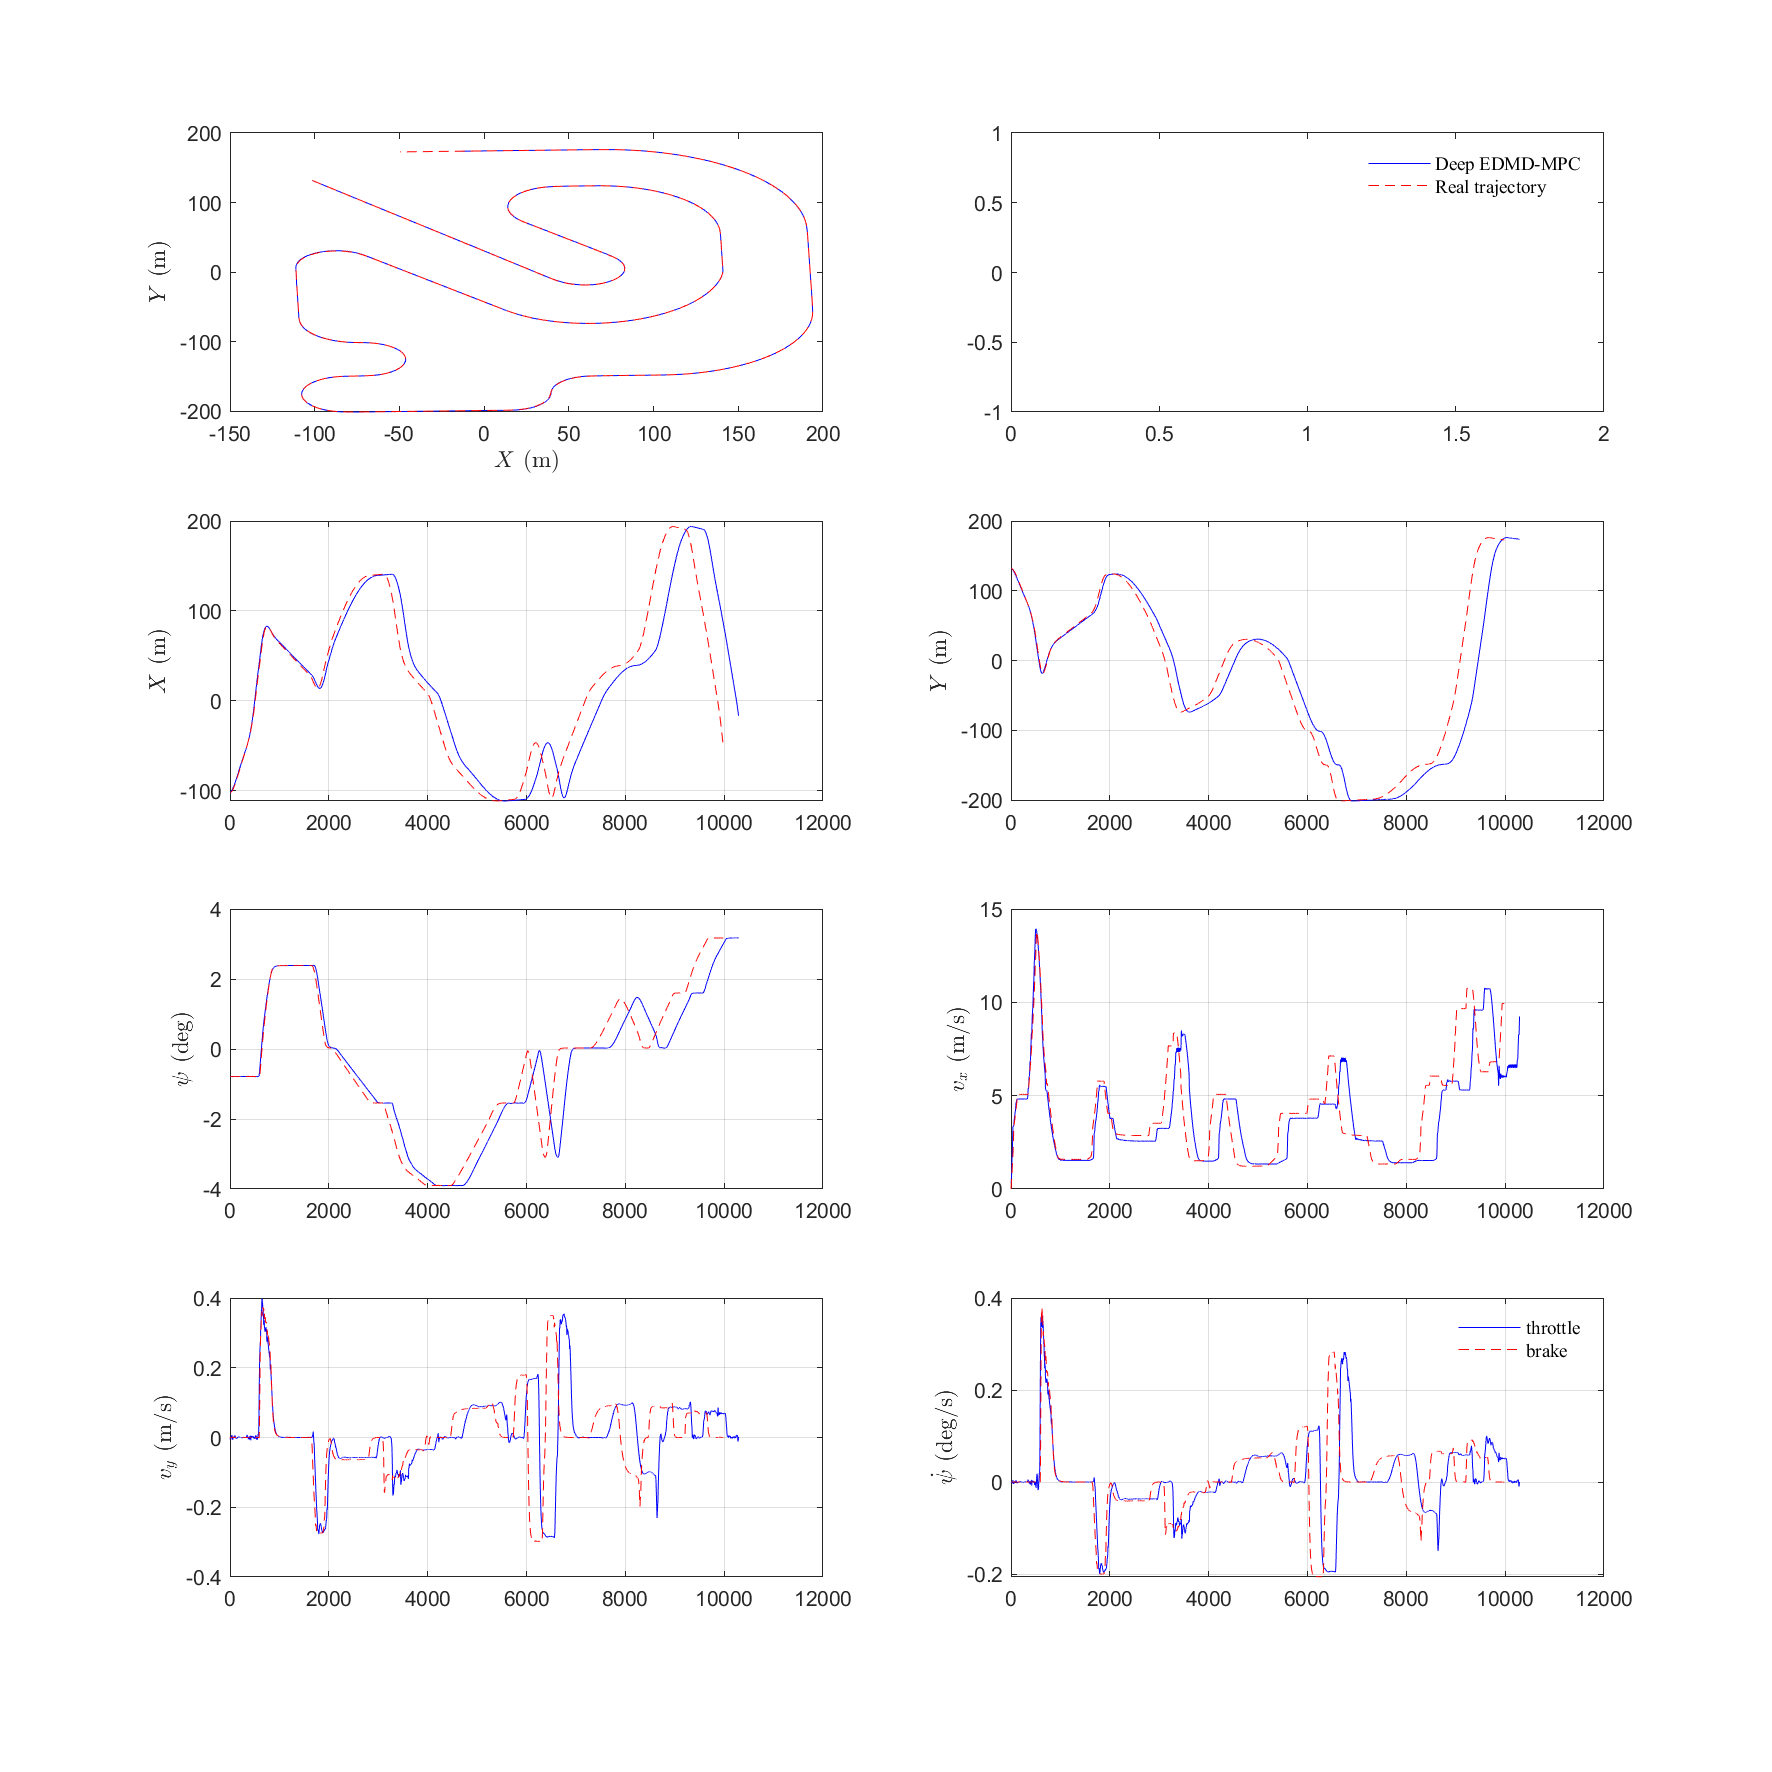 200
100
0
-100
-200
-150 -100 -50 0 50 100 150 200
Y (m)
X (m)
1
0.5
0
-0.5
-1
0 0.5 1 1.5 2
Deep EDMD-MPC
Real trajectory
200
100
0
-100
0 2000 4000 6000 8000 10000 12000
X (m)
200
100
0
-100
-200
0 2000 4000 6000 8000 10000 12000
Y (m)
4
2
0
-2
-4
0 2000 4000 6000 8000 10000 12000
ψ (deg)
15
10
5
0
0 2000 4000 6000 8000 10000 12000
v_x (m/s)
0.4
0.2
0
-0.2
-0.4
0 2000 4000 6000 8000 10000 12000
v_y (m/s)
0.4
0.2
0
-0.2
0 2000 4000 6000 8000 10000 12000
ψ̇ (deg/s)
throttle
brake